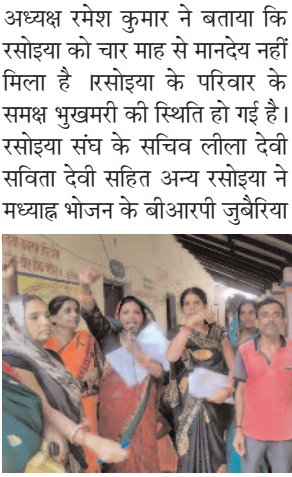 अध्यक्ष रमेश कुमार ने बताया कि
रसोइया को चार माह से मानदेय नहीं
मिला है ।रसोइया के परिवार के
समक्ष भुखमरी की स्थिति हो गई है।
रसोइया संघ के सचिव लीला देवी
सविता देवी सहित अन्य रसोइया ने
मध्याह्न भोजन के बीआरपी जुबैरिया